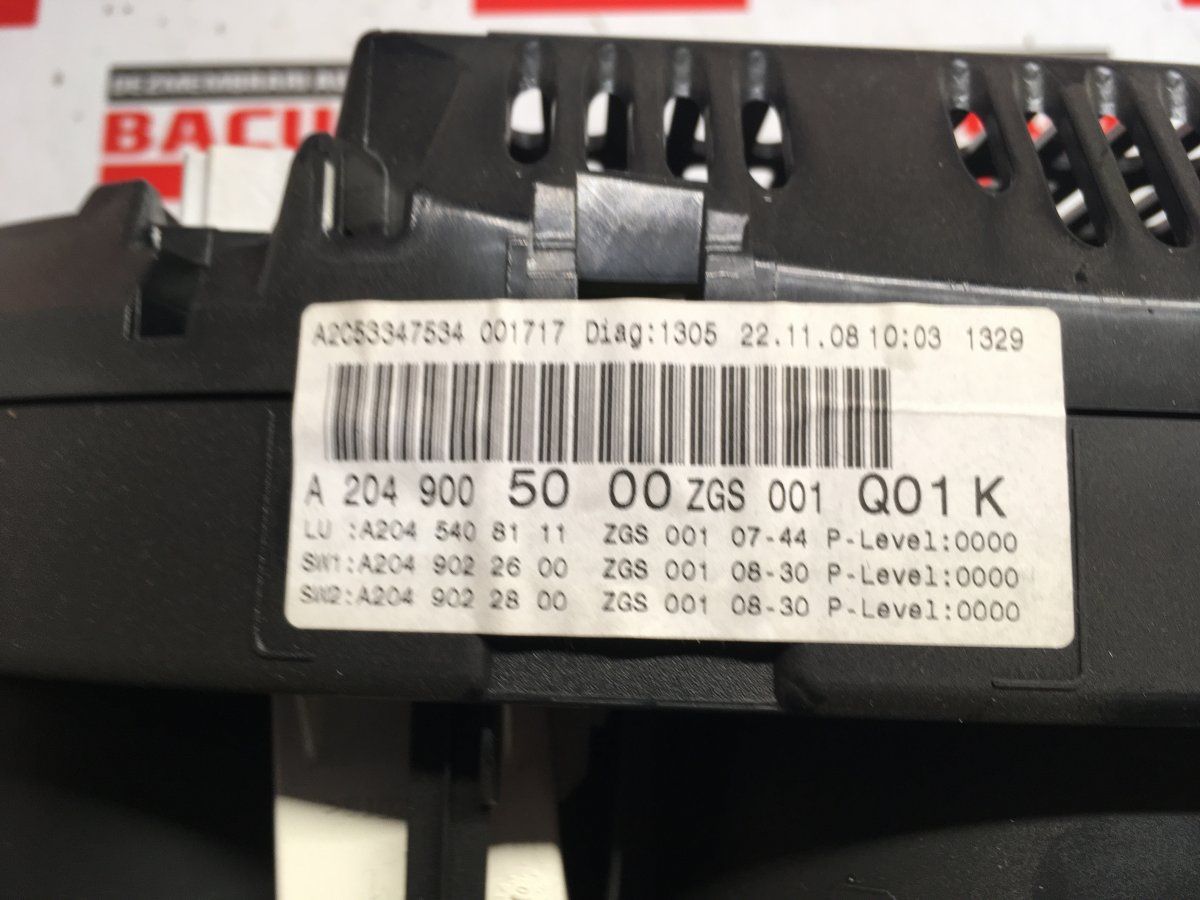 DEZMEMBRARI
BACU
A2C53347534 001717 Diag:1305 22.11.08 10:03 1329
A 204 900 50 00 ZGS 001 Q01 K
LU :A204 540 81 11 ZGS 001 07-44 P-Level:0000
SW1:A204 902 26 00 ZGS 001 08-30 P-Level:0000
SW2:A204 902 28 00 ZGS 001 08-30 P-Level:0000